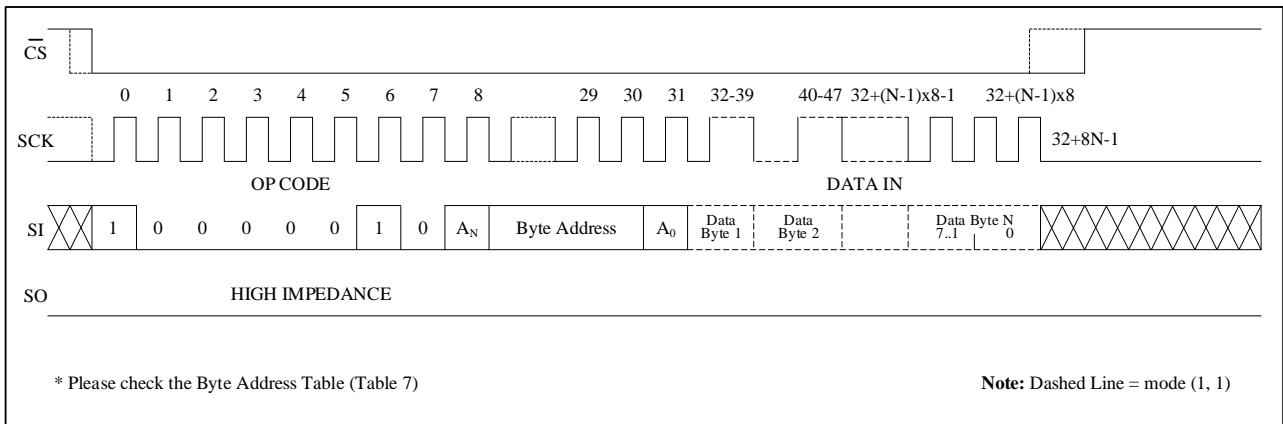 CS
0 1 2 3 4 5 6 7 8 29 30 31 32-39 40-47 32+(N-1)x8-1 32+(N-1)x8
SCK 32+8N-1
OP CODE DATA IN
SI 1 0 0 0 0 0 1 0 AN Byte Address A0 Data Byte 1 Data Byte 2 Data Byte N 7..1 0
SO HIGH IMPEDANCE
* Please check the Byte Address Table (Table 7) Note: Dashed Line = mode (1, 1)